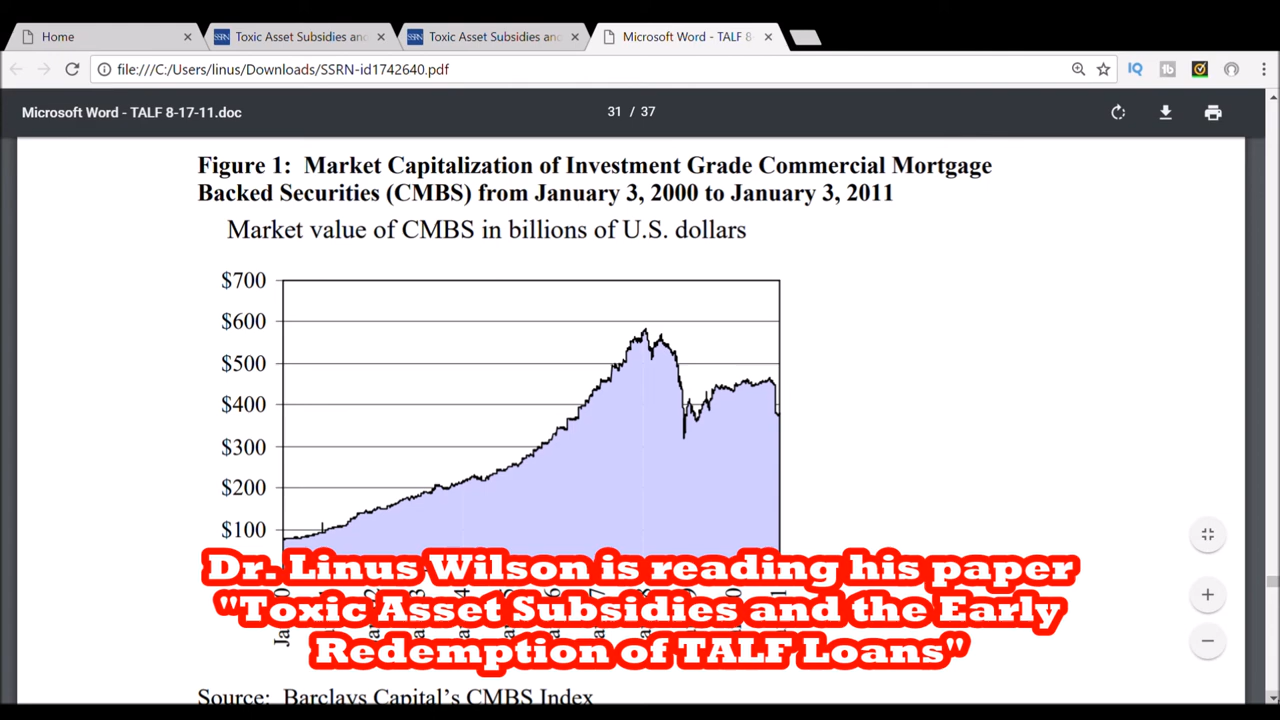 Home
SSRN Toxic Asset Subsidies and
SSRN Toxic Asset Subsidies and
Microsoft Word - TALF 8-
file:///C:/Users/linus/Downloads/SSRN-id1742640.pdf
Microsoft Word - TALF 8-17-11.doc
31 / 37
Figure 1: Market Capitalization of Investment Grade Commercial Mortgage
Backed Securities (CMBS) from January 3, 2000 to January 3, 2011
Market value of CMBS in billions of U.S. dollars
$700
$600
$500
$400
$300
$200
$100
Dr. Linus Wilson is reading his paper
"Toxic Asset Subsidies and the Early
Redemption of TALF Loans"
Source: Barclays Capital's CMBS Index